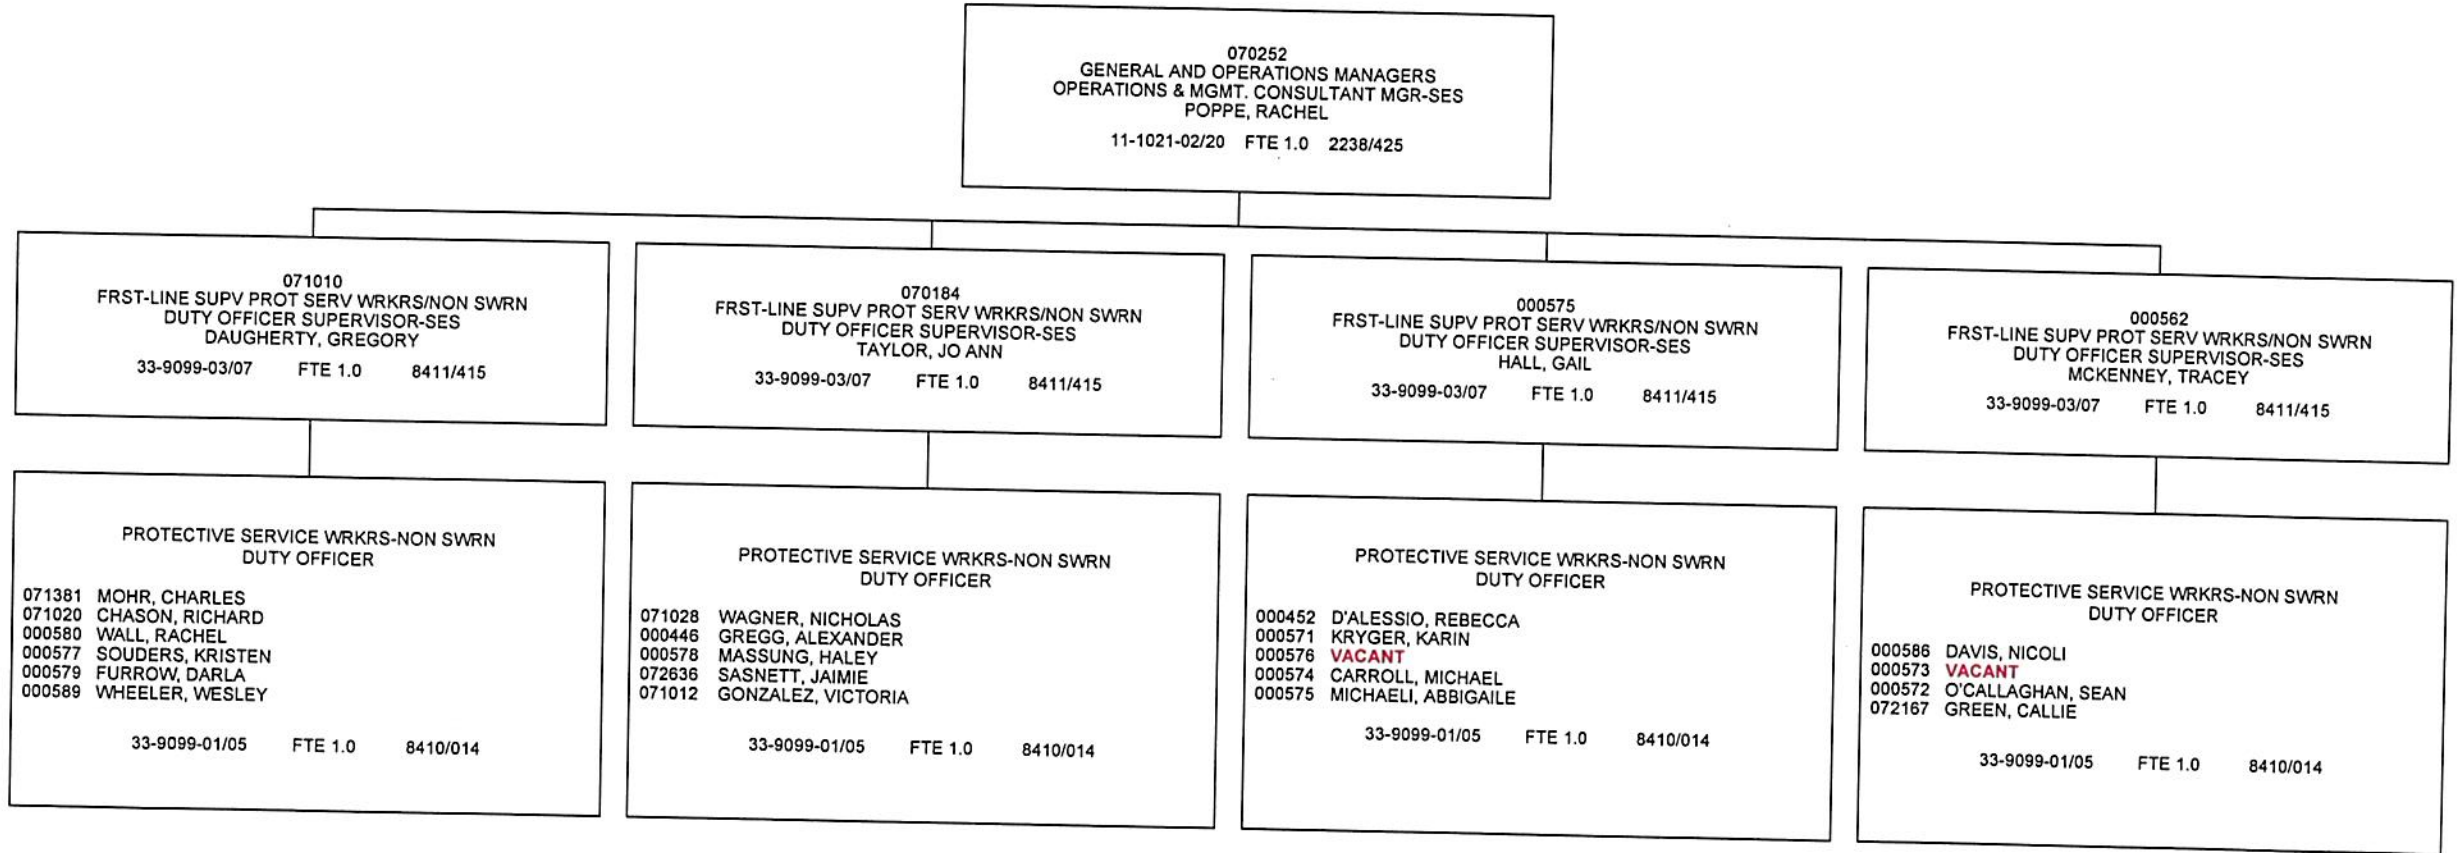 070252
GENERAL AND OPERATIONS MANAGERS
OPERATIONS & MGMT. CONSULTANT MGR-SES
POPPE, RACHEL
11-1021-02/20 FTE 1.0 2238/425
071010
FRST-LINE SUPV PROT SERV WRKRS/NON SWRN
DUTY OFFICER SUPERVISOR-SES
DAUGHERTY, GREGORY
33-9099-03/07 FTE 1.0 8411/415
070184
FRST-LINE SUPV PROT SERV WRKRS/NON SWRN
DUTY OFFICER SUPERVISOR-SES
TAYLOR, JO ANN
33-9099-03/07 FTE 1.0 8411/415
000575
FRST-LINE SUPV PROT SERV WRKRS/NON SWRN
DUTY OFFICER SUPERVISOR-SES
HALL, GAIL
33-9099-03/07 FTE 1.0 8411/415
000562
FRST-LINE SUPV PROT SERV WRKRS/NON SWRN
DUTY OFFICER SUPERVISOR-SES
MCKENNEY, TRACEY
33-9099-03/07 FTE 1.0 8411/415
PROTECTIVE SERVICE WRKRS-NON SWRN
DUTY OFFICER
071381 MOHR, CHARLES
071020 CHASON, RICHARD
000580 WALL, RACHEL
000577 SOUDERS, KRISTEN
000579 FURROW, DARLA
000589 WHEELER, WESLEY
33-9099-01/05 FTE 1.0 8410/014
PROTECTIVE SERVICE WRKRS-NON SWRN
DUTY OFFICER
071028 WAGNER, NICHOLAS
000446 GREGG, ALEXANDER
000578 MASSUNG, HALEY
072636 SASNETT, JAIMIE
071012 GONZALEZ, VICTORIA
33-9099-01/05 FTE 1.0 8410/014
PROTECTIVE SERVICE WRKRS-NON SWRN
DUTY OFFICER
000452 D'ALESSIO, REBECCA
000571 KRYGER, KARIN
000576 VACANT
000574 CARROLL, MICHAEL
000575 MICHAELI, ABBIGAILE
33-9099-01/05 FTE 1.0 8410/014
PROTECTIVE SERVICE WRKRS-NON SWRN
DUTY OFFICER
000586 DAVIS, NICOLI
000573 VACANT
000572 O'CALLAGHAN, SEAN
072167 GREEN, CALLIE
33-9099-01/05 FTE 1.0 8410/014